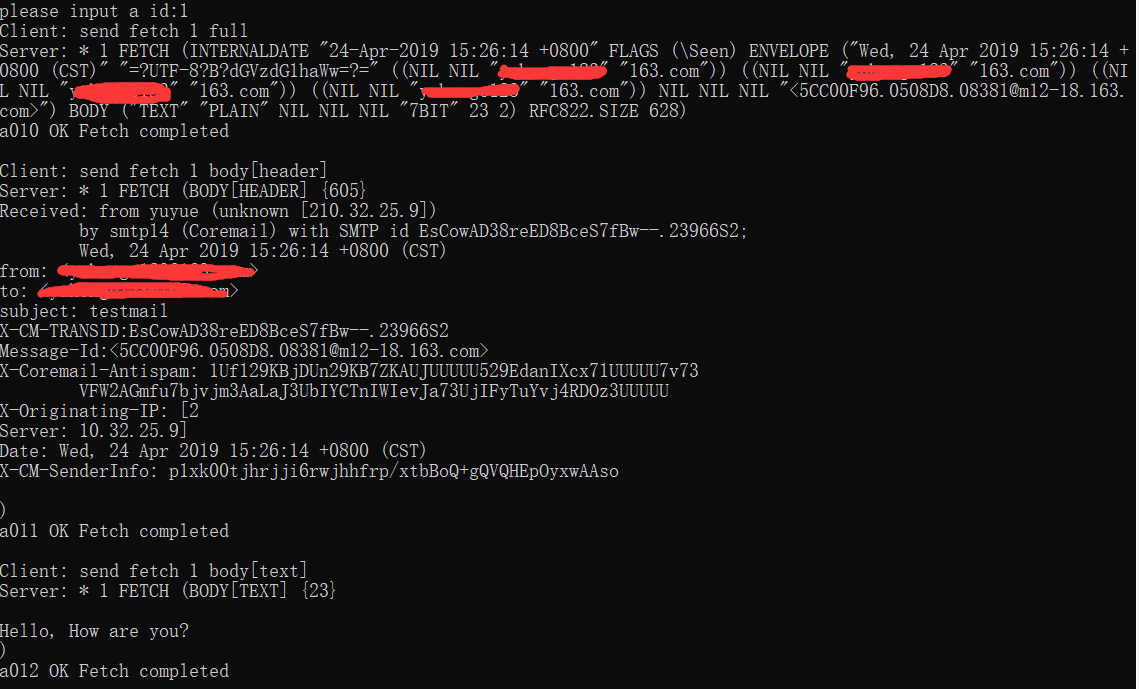 please input a id:1
Client: send fetch 1 full
Server: * 1 FETCH (INTERNALDATE "24-Apr-2019 15:26:14 +0800" FLAGS (\Seen) ENVELOPE ("Wed, 24 Apr 2019 15:26:14 +
0800 (CST)" "=?UTF-8?B?dGVzdG1haWw=?=" ((NIL NIL " " "163.com")) ((NIL NIL " " "163.com")) ((NI
L NIL " " "163.com")) ((NIL NIL " " "163.com")) NIL NIL NIL "<5CC00F96.0508D8.08381@m12-18.163.
com>") BODY ("TEXT" "PLAIN" NIL NIL NIL "7BIT" 23 2) RFC822.SIZE 628)
a010 OK Fetch completed
Client: send fetch 1 body[header]
Server: * 1 FETCH (BODY[HEADER] {605}
Received: from yuyue (unknown [210.32.25.9])
by smtp14 (Coremail) with SMTP id EsCowAD38reED8BceS7fBw--.23966S2;
Wed, 24 Apr 2019 15:26:14 +0800 (CST)
from: >
to: >
subject: testmail
X-CM-TRANSID:EsCowAD38reED8BceS7fBw--.23966S2
Message-Id:<5CC00F96.0508D8.08381@m12-18.163.com>
X-Coremail-Antispam: 1Uf129KBjDUn29KB7ZKAUJUUUUU529EdanIXcx71UUUUU7v73
VFW2AGmfu7bjvjm3AaLaJ3UbIYCTnIWIevJa73UjIFyTuYvj4RDOz3UUUUU
X-Originating-IP: [2
Server: 10.32.25.9]
Date: Wed, 24 Apr 2019 15:26:14 +0800 (CST)
X-CM-SenderInfo: p1xk00tjhrjji6rwjhhfrp/xtbBoQ+gQVQHEpOyxwAAso
)
a011 OK Fetch completed
Client: send fetch 1 body[text]
Server: * 1 FETCH (BODY[TEXT] {23}
Hello, How are you?
)
a012 OK Fetch completed